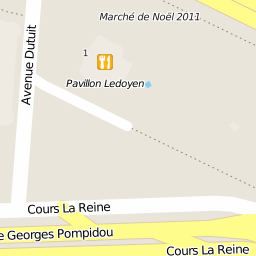 Marché de Noël 2011
Avenue Dutuit
1
Pavillon Ledoyen
Cours La Reine
e Georges Pompidou
Cours La Reine